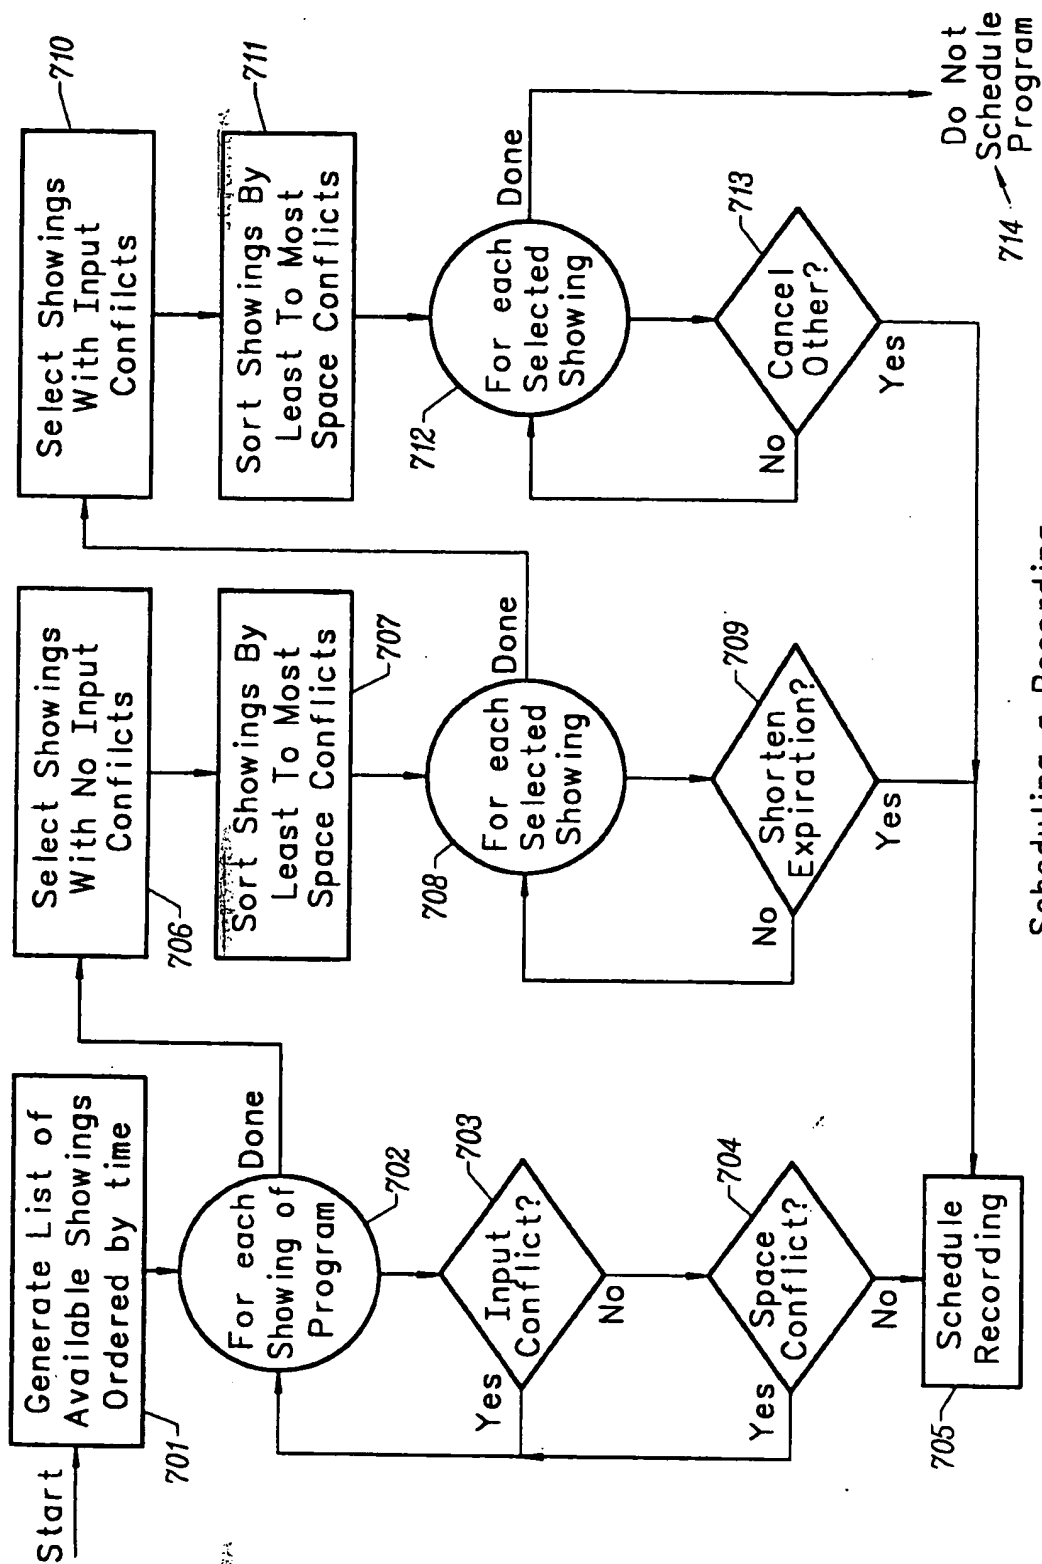 Start
Generate List of
Available Showings
Ordered by time
701
For each
Showing of
Program
Done
702
Input
Conflict?
703
Yes
No
Space
Conflict?
704
Yes
No
Schedule
Recording
705
Select Showings
With No Input
Confilcts
706
Sort Showings By
Least To Most
Space Conflicts
707
For each
Selected
Showing
Done
708
Shorten
Expiration?
709
No
Yes
Select Showings
With Input
Confilcts
710
Sort Showings By
Least To Most
Space Conflicts
711
For each
Selected
Showing
Done
712
Cancel
Other?
713
No
Yes
Do Not
Schedule
Program
714
Scheduling a Recording